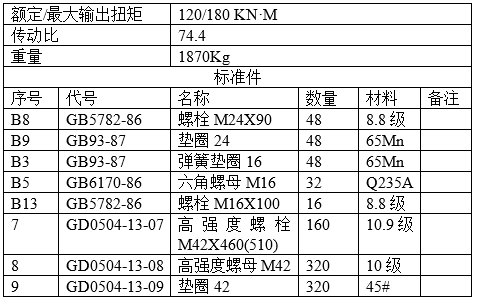 额定/最大输出扭矩 120/180 KN·M
传动比 74.4
重量 1870Kg
标准件
序号 代号 名称 数量 材料 备注
B8 GB5782-86 螺栓 M24X90 48 8.8 级
B9 GB93-87 垫圈 24 48 65Mn
B3 GB93-87 弹簧垫圈 16 48 65Mn
B5 GB6170-86 六角螺母 M16 32 Q235A
B13 GB5782-86 螺栓 M16X100 16 8.8 级
7 GD0504-13-07 高强度螺栓 160 10.9 级
M42X460(510)
8 GD0504-13-08 高强度螺母 M42 320 10 级
9 GD0504-13-09 垫圈 42 320 45#